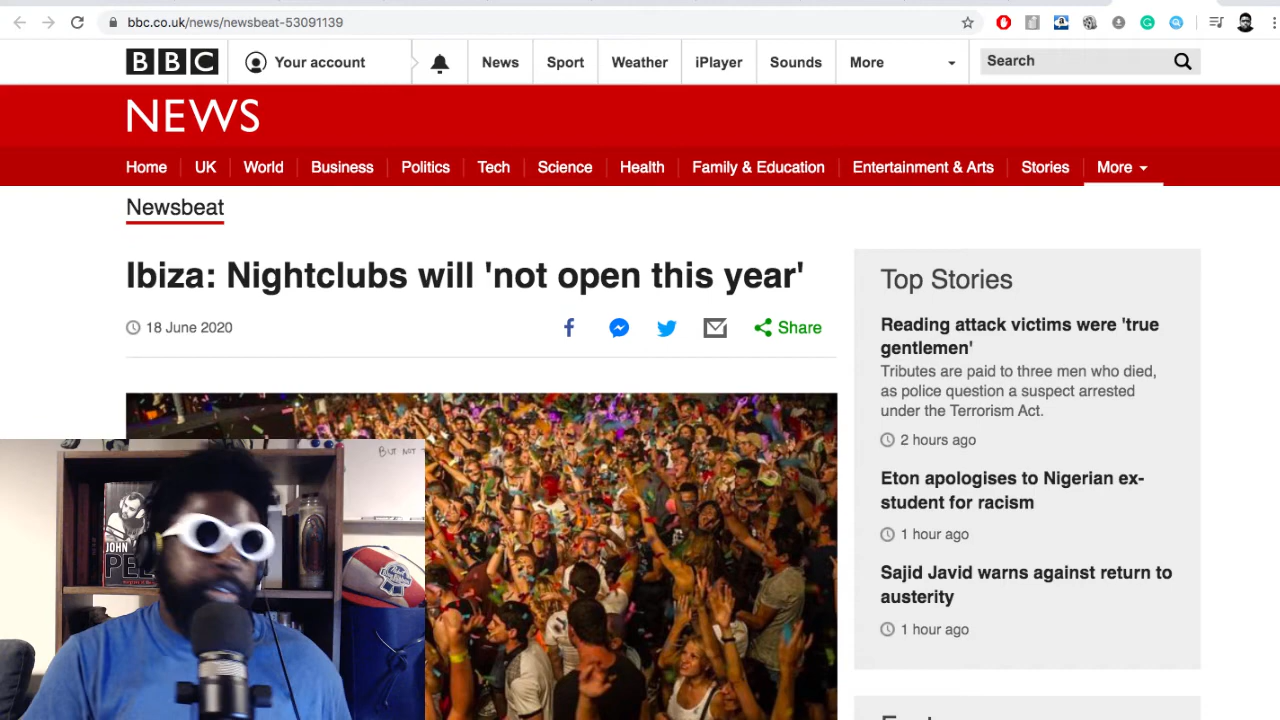 bbc.co.uk/news/newsbeat-53091139
BBC Your account News Sport Weather iPlayer Sounds More Search
NEWS
Home UK World Business Politics Tech Science Health Family & Education Entertainment & Arts Stories More
Newsbeat
Ibiza: Nightclubs will 'not open this year'
18 June 2020 Share
Top Stories
Reading attack victims were 'true
gentlemen'
Tributes are paid to three men who died,
as police question a suspect arrested
under the Terrorism Act.
2 hours ago
Eton apologises to Nigerian ex-
student for racism
1 hour ago
Sajid Javid warns against return to
austerity
1 hour ago
BUT NOT
JOHN